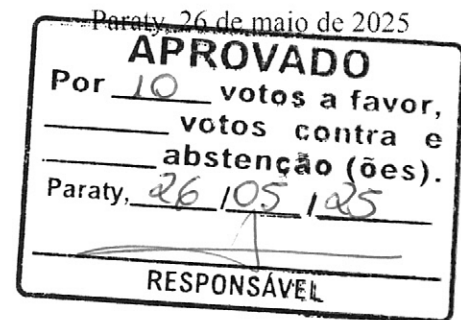 Paraty, 26 de maio de 2025
APROVADO
Por 10 votos a favor,
votos contra e
abstenção (ões).
Paraty, 26 / 05 / 25
RESPONSÁVEL